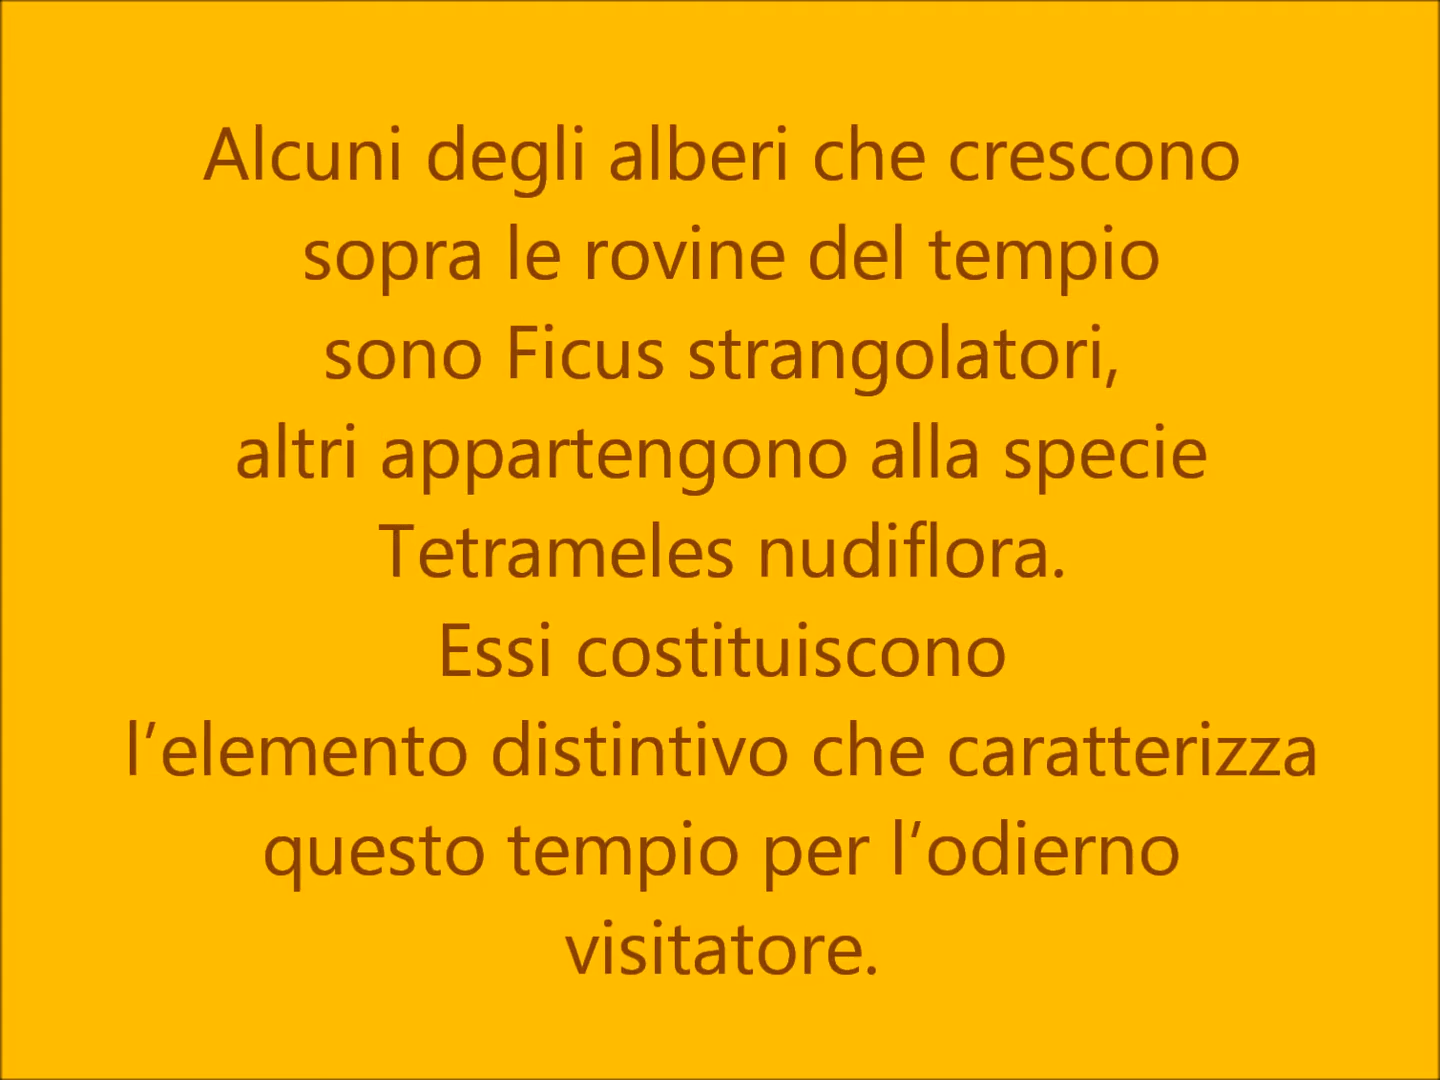 Alcuni degli alberi che crescono
sopra le rovine del tempio
sono Ficus strangolatori,
altri appartengono alla specie
Tetrameles nudiflora.
Essi costituiscono
l’elemento distintivo che caratterizza
questo tempio per l’odierno
visitatore.